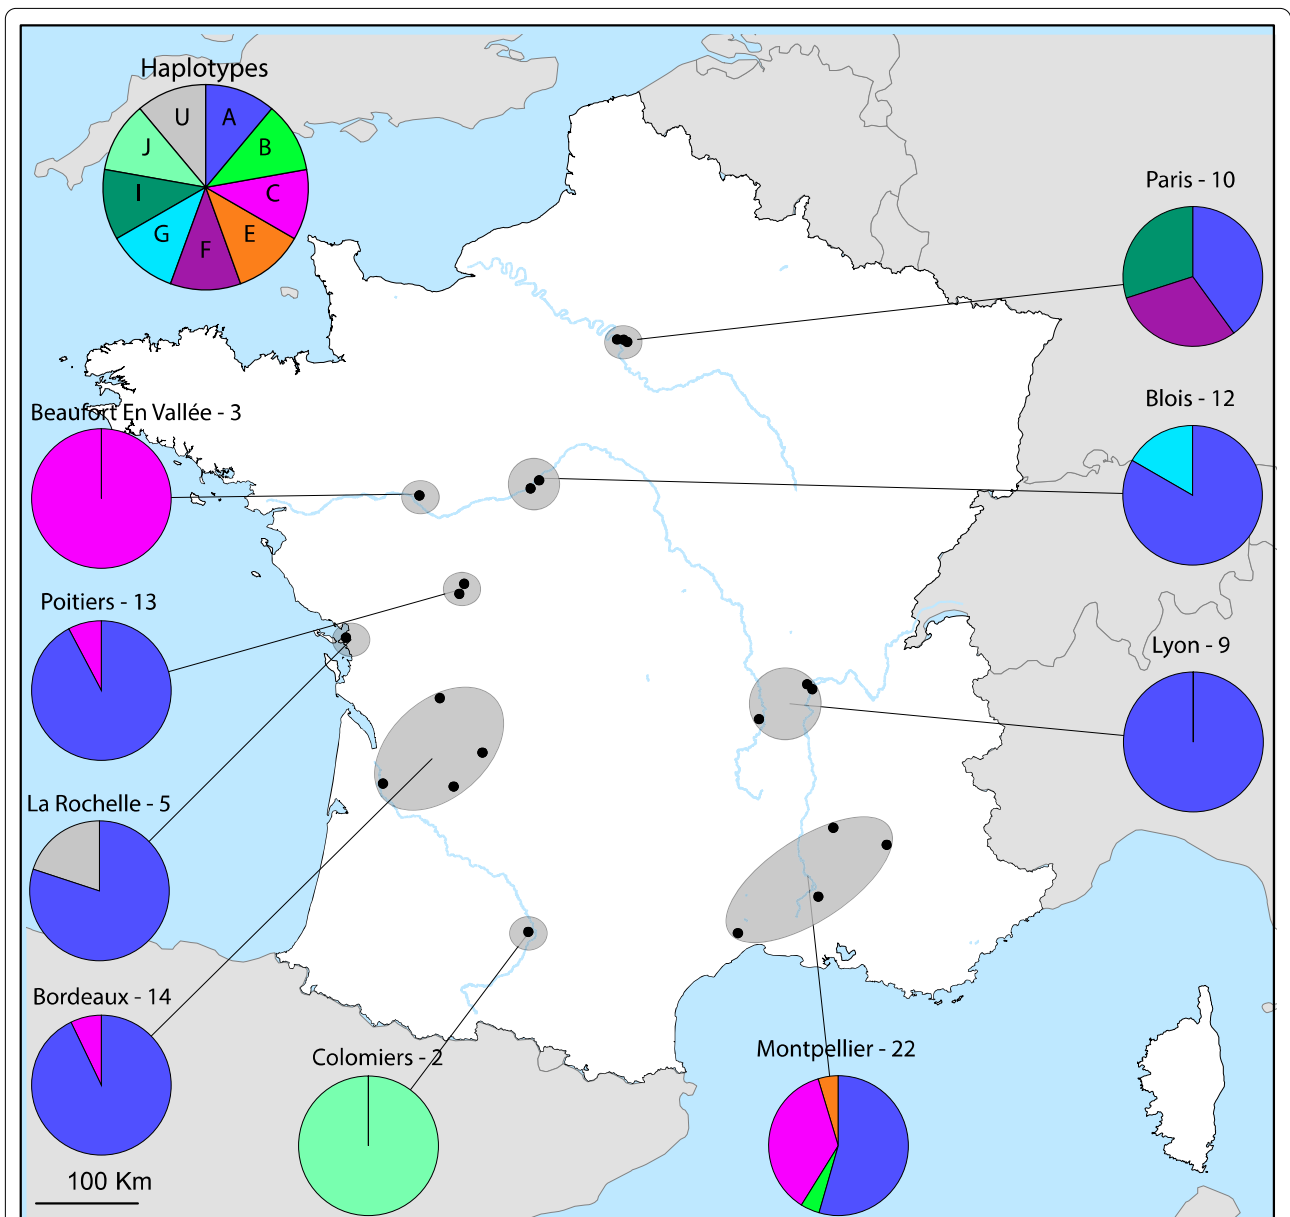 Haplotypes
U
A
J
B
I
C
G
F
E
Paris - 10
Blois - 12
Beaufort En Vallée - 3
Poitiers - 13
Lyon - 9
La Rochelle - 5
Bordeaux - 14
Colomiers - 2
Montpellier - 22
100 Km